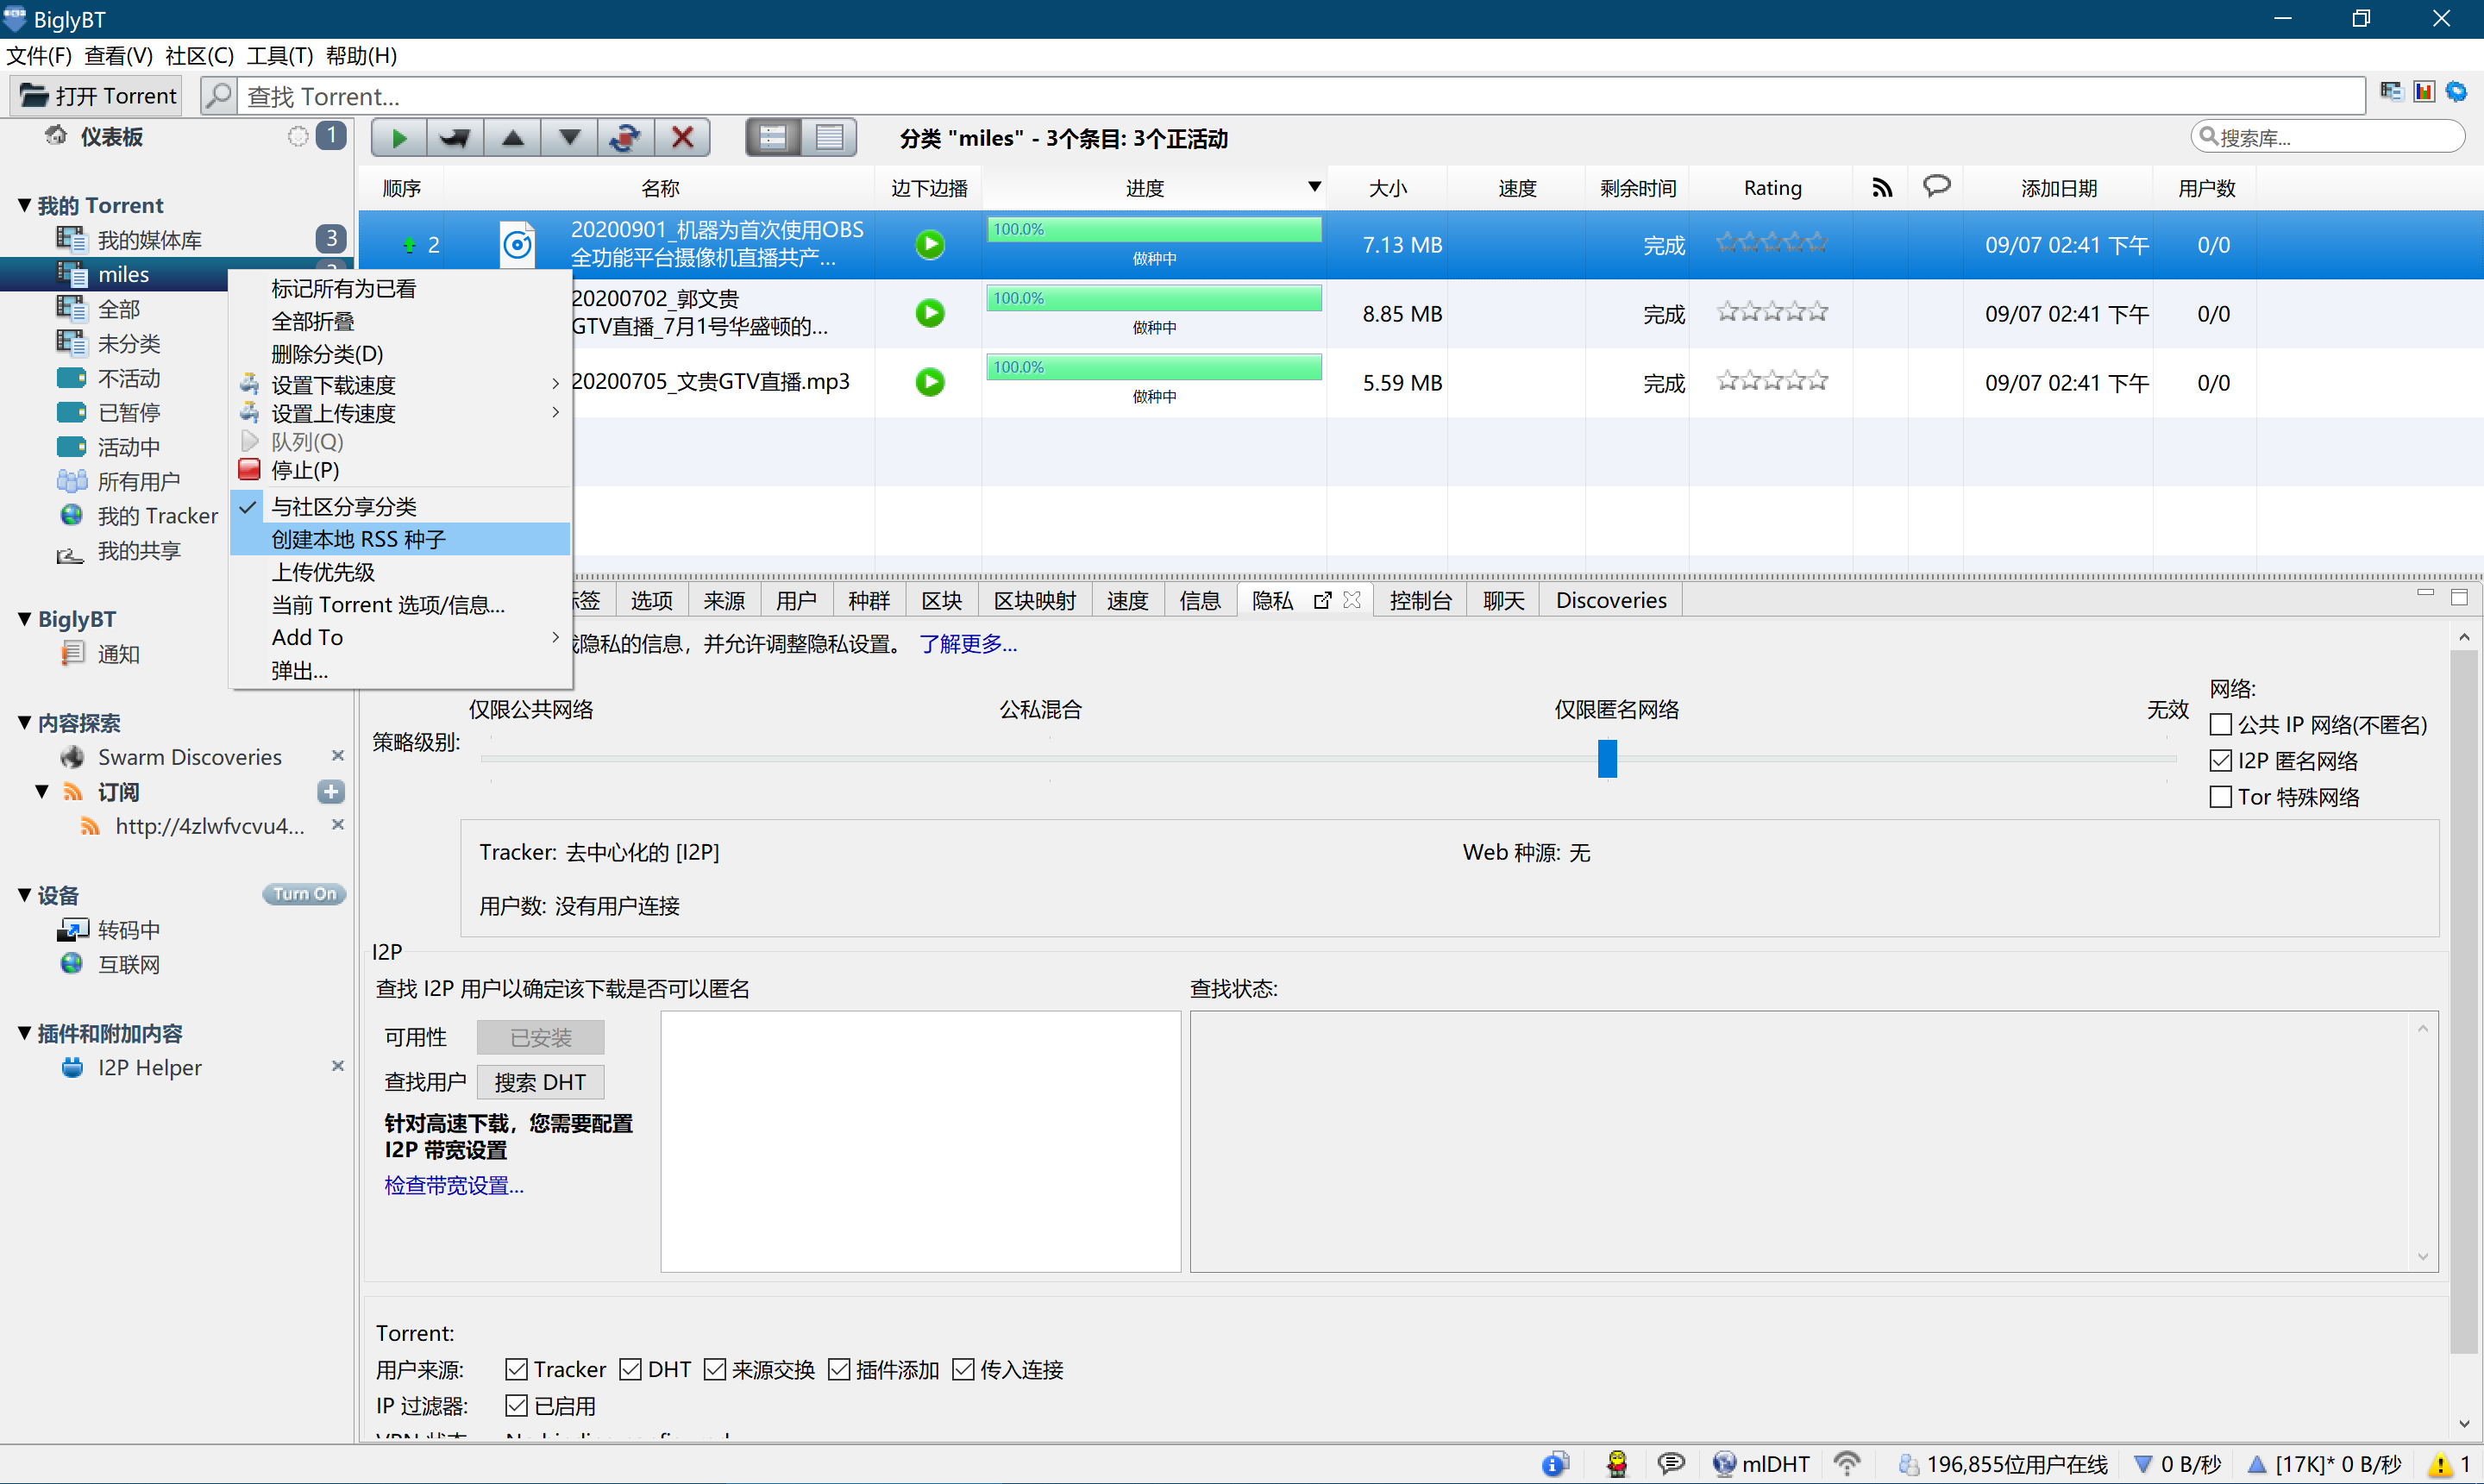 BiglyBT
文件(F) 查看(V) 社区(C) 工具(T) 帮助(H)
打开 Torrent
查找 Torrent...
仪表板
1
分类 "miles" - 3个条目: 3个正活动
搜索库...
我的 Torrent
我的媒体库
3
miles
全部
未分类
不活动
已暂停
活动中
所有用户
我的 Tracker
我的共享
BiglyBT
通知
内容探索
Swarm Discoveries
订阅
http://4zlwfvcvu4...
设备
Turn On
转码中
互联网
插件和附加内容
I2P Helper
标记所有为已看
全部折叠
删除分类(D)
设置下载速度
设置上传速度
队列(Q)
停止(P)
与社区分享分类
创建本地 RSS 种子
上传优先级
当前 Torrent 选项/信息...
Add To
弹出...
顺序 名称 边下边播 进度 大小 速度 剩余时间 Rating 添加日期 用户数
2 20200901_机器为首次使用OBS全功能平台摄像机直播共产... 100.0% 做种中 7.13 MB 完成 09/07 02:41 下午 0/0
20200702_郭文贵
GTV直播_7月1号华盛顿的... 100.0% 做种中 8.85 MB 完成 09/07 02:41 下午 0/0
20200705_文贵GTV直播.mp3 100.0% 做种中 5.59 MB 完成 09/07 02:41 下午 0/0
签 选项 来源 用户 种群 区块 区块映射 速度 信息 隐私 控制台 聊天 Discoveries
隐私的信息，并允许调整隐私设置。 了解更多...
仅限公共网络 公私混合 仅限匿名网络 无效
策略级别:
网络:
公共 IP 网络(不匿名)
I2P 匿名网络
Tor 特殊网络
Tracker: 去中心化的 [I2P] Web 种源: 无
用户数: 没有用户连接
I2P
查找 I2P 用户以确定该下载是否可以匿名
查找状态:
可用性 已安装
查找用户 搜索 DHT
针对高速下载，您需要配置
I2P 带宽设置
检查带宽设置...
Torrent:
用户来源: Tracker DHT 来源交换 插件添加 传入连接
IP 过滤器: 已启用
mlDHT 196,855位用户在线 0 B/秒 [17K]* 0 B/秒 1